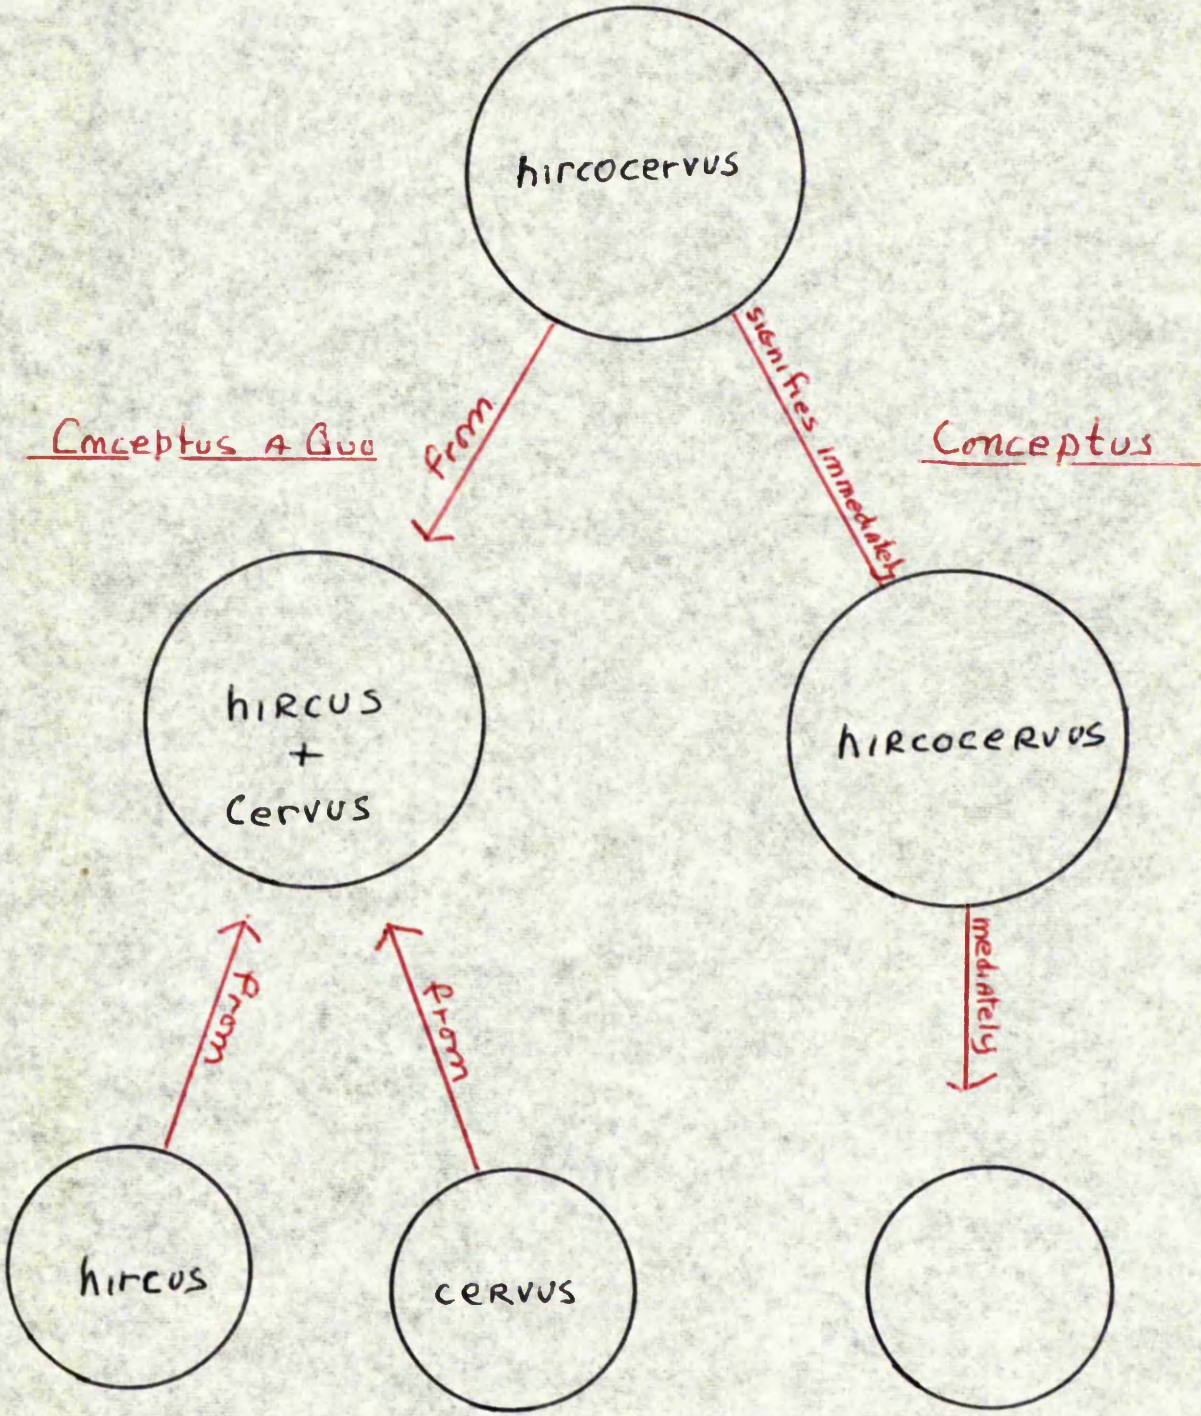 hircocervus
from
signifies immediately
Conceptus A Quo
Conceptus
hircus
+
cervus
hircocervus
from
from
mediately
hircus
cervus